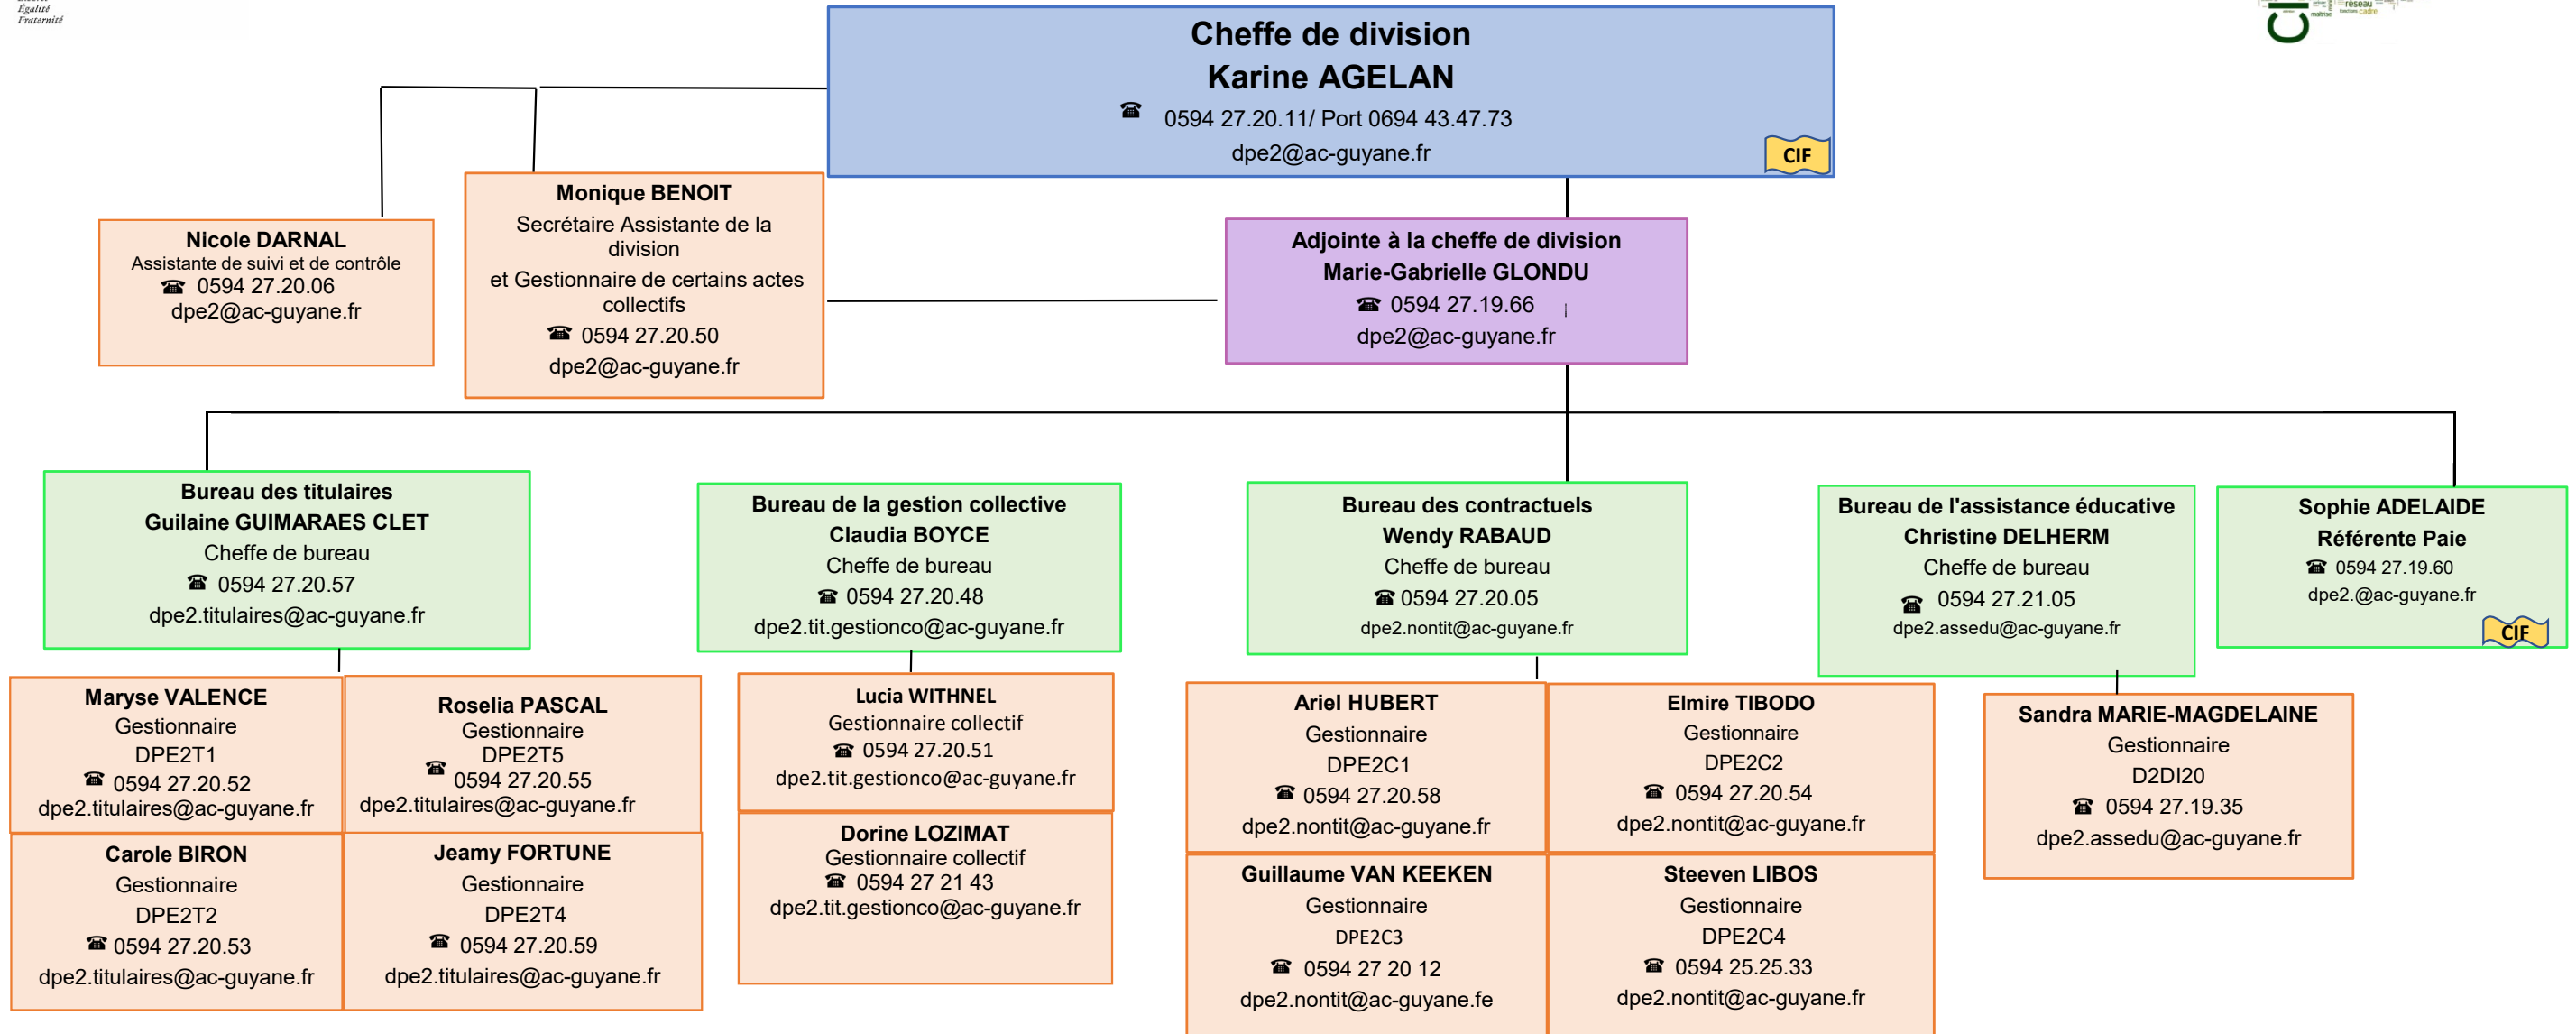 Égalité
Fraternité
réseau
maîtrise
fonctions cadre
Cheffe de division
Karine AGELAN
☎ 0594 27.20.11/ Port 0694 43.47.73
dpe2@ac-guyane.fr
CIF
Nicole DARNAL
Assistante de suivi et de contrôle
☎ 0594 27.20.06
dpe2@ac-guyane.fr
Monique BENOIT
Secrétaire Assistante de la
division
et Gestionnaire de certains actes
collectifs
☎ 0594 27.20.50
dpe2@ac-guyane.fr
Adjointe à la cheffe de division
Marie-Gabrielle GLONDU
☎ 0594 27.19.66
dpe2@ac-guyane.fr
Bureau des titulaires
Guilaine GUIMARAES CLET
Cheffe de bureau
☎ 0594 27.20.57
dpe2.titulaires@ac-guyane.fr
Bureau de la gestion collective
Claudia BOYCE
Cheffe de bureau
☎ 0594 27.20.48
dpe2.tit.gestionco@ac-guyane.fr
Bureau des contractuels
Wendy RABAUD
Cheffe de bureau
☎ 0594 27.20.05
dpe2.nontit@ac-guyane.fr
Bureau de l'assistance éducative
Christine DELHERM
Cheffe de bureau
☎ 0594 27.21.05
dpe2.assedu@ac-guyane.fr
Sophie ADELAIDE
Référente Paie
☎ 0594 27.19.60
dpe2.@ac-guyane.fr
CIF
Maryse VALENCE
Gestionnaire
DPE2T1
☎ 0594 27.20.52
dpe2.titulaires@ac-guyane.fr
Roselia PASCAL
Gestionnaire
DPE2T5
☎ 0594 27.20.55
dpe2.titulaires@ac-guyane.fr
Carole BIRON
Gestionnaire
DPE2T2
☎ 0594 27.20.53
dpe2.titulaires@ac-guyane.fr
Jeamy FORTUNE
Gestionnaire
DPE2T4
☎ 0594 27.20.59
dpe2.titulaires@ac-guyane.fr
Lucia WITHNEL
Gestionnaire collectif
☎ 0594 27.20.51
dpe2.tit.gestionco@ac-guyane.fr
Dorine LOZIMAT
Gestionnaire collectif
☎ 0594 27 21 43
dpe2.tit.gestionco@ac-guyane.fr
Ariel HUBERT
Gestionnaire
DPE2C1
☎ 0594 27.20.58
dpe2.nontit@ac-guyane.fr
Elmire TIBODO
Gestionnaire
DPE2C2
☎ 0594 27.20.54
dpe2.nontit@ac-guyane.fr
Guillaume VAN KEEKEN
Gestionnaire
DPE2C3
☎ 0594 27 20 12
dpe2.nontit@ac-guyane.fe
Steeven LIBOS
Gestionnaire
DPE2C4
☎ 0594 25.25.33
dpe2.nontit@ac-guyane.fr
Sandra MARIE-MAGDELAINE
Gestionnaire
D2DI20
☎ 0594 27.19.35
dpe2.assedu@ac-guyane.fr